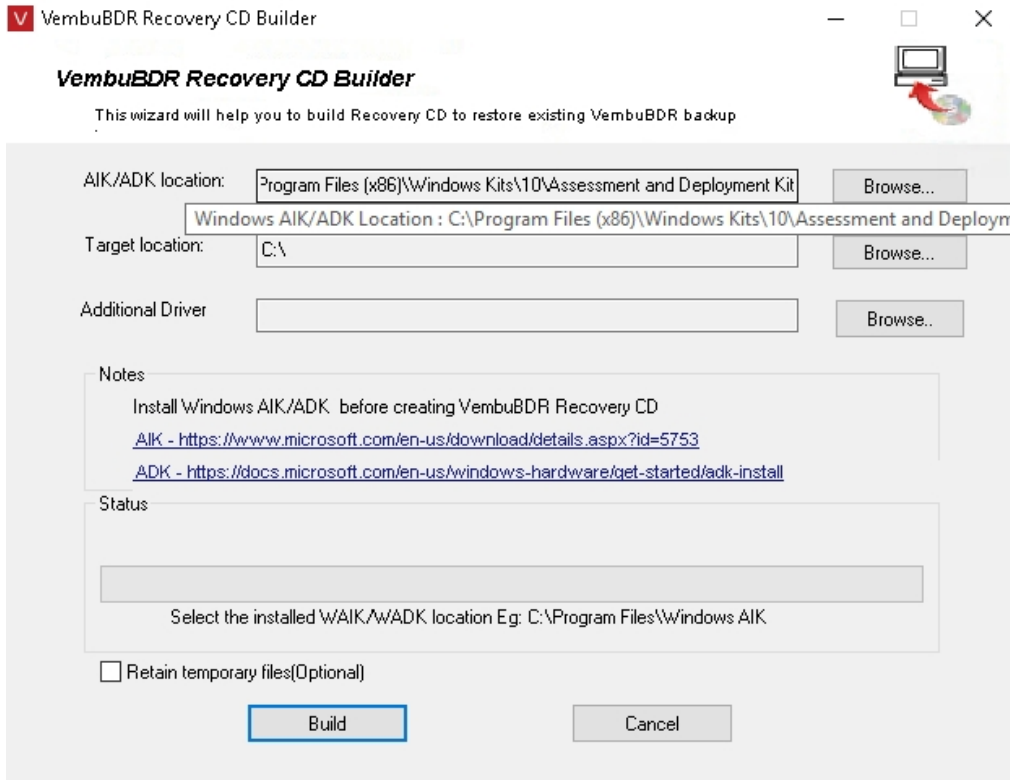 V VembuBDR Recovery CD Builder
VembuBDR Recovery CD Builder
This wizard will help you to build Recovery CD to restore existing VembuBDR backup
.
AIK/ADK location: Program Files (x86)\Windows Kits\10\Assessment and Deployment Kit Browse...
Windows AIK/ADK Location : C:\Program Files (x86)\Windows Kits\10\Assessment and Deploym
Target location: C:\ Browse...
Additional Driver Browse..
Notes
Install Windows AIK/ADK before creating VembuBDR Recovery CD
AIK - https://www.microsoft.com/en-us/download/details.aspx?id=5753
ADK - https://docs.microsoft.com/en-us/windows-hardware/get-started/adk-install
Status
Select the installed WAIK/WADK location Eg: C:\Program Files\Windows AIK
Retain temporary files(Optional)
Build Cancel